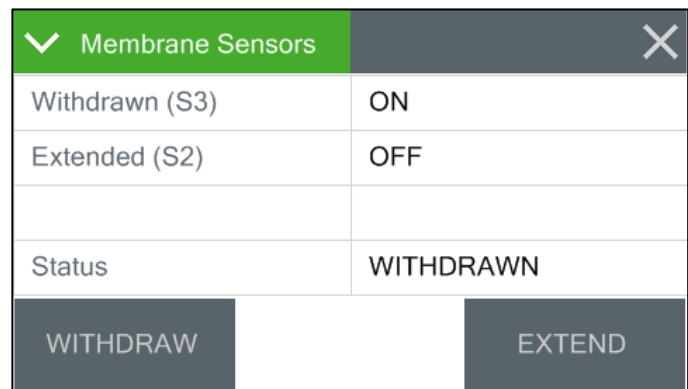 Membrane Sensors
Withdrawn (S3) ON
Extended (S2) OFF
Status WITHDRAWN
WITHDRAW EXTEND